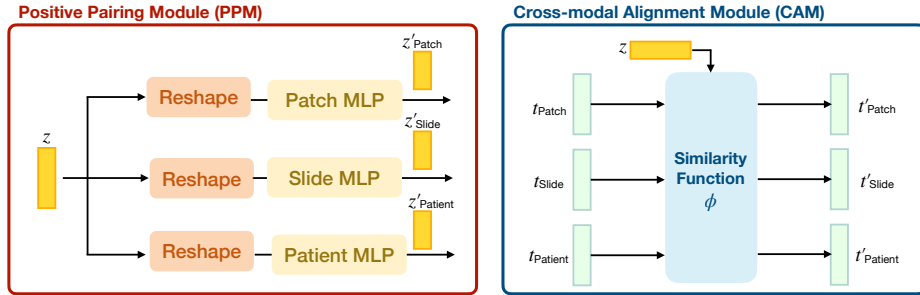 Positive Pairing Module (PPM)
z
Reshape
Patch MLP
z′Patch
Reshape
Slide MLP
z′Slide
Reshape
Patient MLP
z′Patient
Cross-modal Alignment Module (CAM)
z
tPatch
tSlide
tPatient
Similarity
Function
ϕ
t′Patch
t′Slide
t′Patient